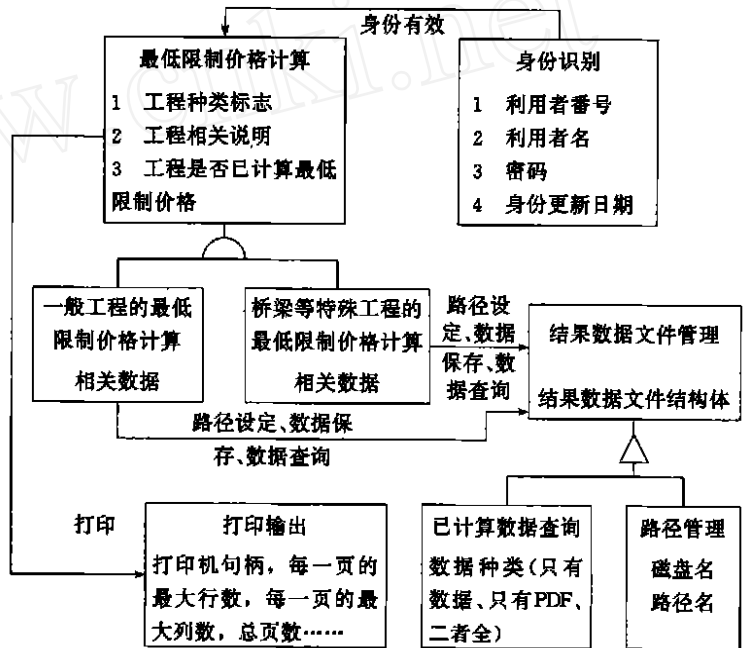 身份有效
最低限制价格计算
1 工程种类标志
2 工程相关说明
3 工程是否已计算最低
限制价格
身份识别
1 利用者番号
2 利用者名
3 密码
4 身份更新日期
一般工程的最低
限制价格计算
相关数据
桥梁等特殊工程的
最低限制价格计算
相关数据
路径设
定、数据
保存、数
据查询
结果数据文件管理
结果数据文件结构体
路径设定、数据保
存、数据查询
打印
打印输出
打印机句柄，每一页的
最大行数，每一页的最
大列数，总页数……
已计算数据查询
数据种类(只有
数据、只有PDF、
二者全)
路径管理
磁盘名
路径名
w.cnki.net